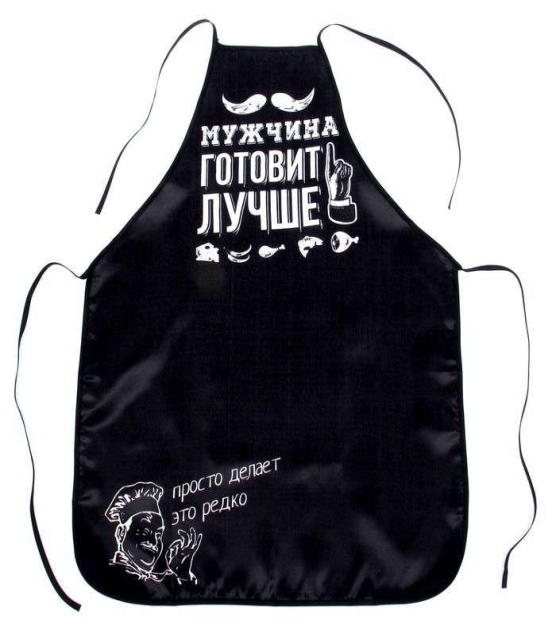 МУЖЧИНА
ГОТОВИТ
ЛУЧШЕ
просто делает
это редко